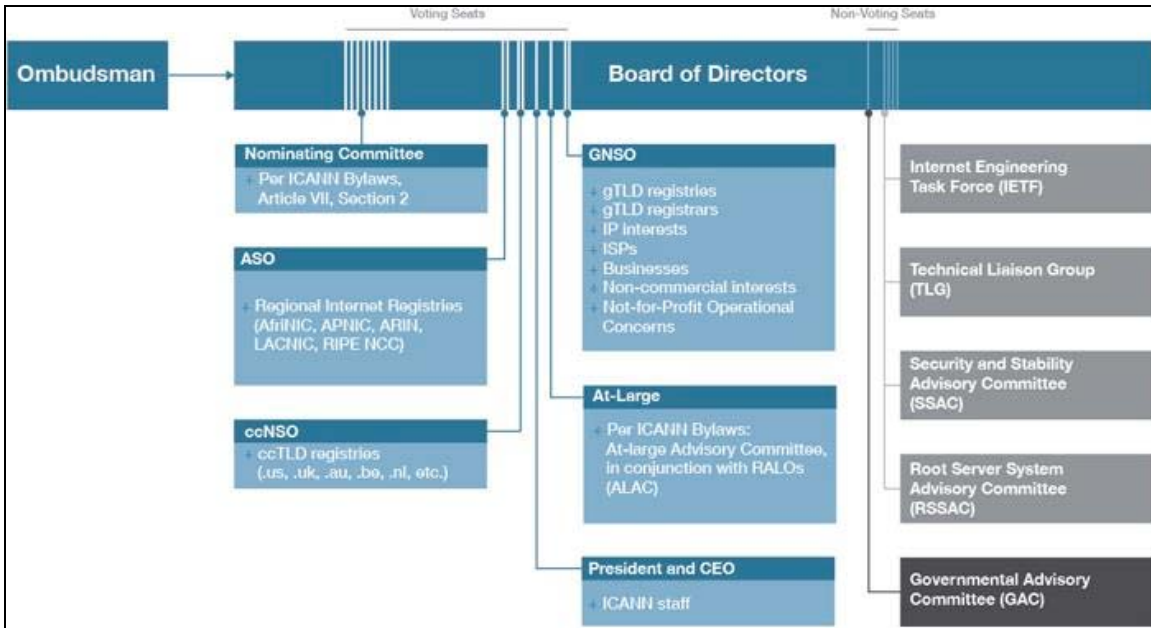 Voting Seats
Non-Voting Seats
Ombudsman
Board of Directors
Nominating Committee
+ Per ICANN Bylaws,
Article VII, Section 2
ASO
+ Regional Internet Registries
(AfriNIC, APNIC, ARIN,
LACNIC, RIPE NCC)
ccNSO
+ ccTLD registries
(.us, .uk, .au, .be, .nl, etc.)
GNSO
+ gTLD registries
+ gTLD registrars
+ IP interests
+ ISPs
+ Businesses
+ Non-commercial interests
+ Not-for-Profit Operational
Concerns
At-Large
+ Per ICANN Bylaws:
At-large Advisory Committee,
in conjunction with RALOs
(ALAC)
President and CEO
+ ICANN staff
Internet Engineering
Task Force (IETF)
Technical Liaison Group
(TLG)
Security and Stability
Advisory Committee
(SSAC)
Root Server System
Advisory Committee
(RSSAC)
Governmental Advisory
Committee (GAC)